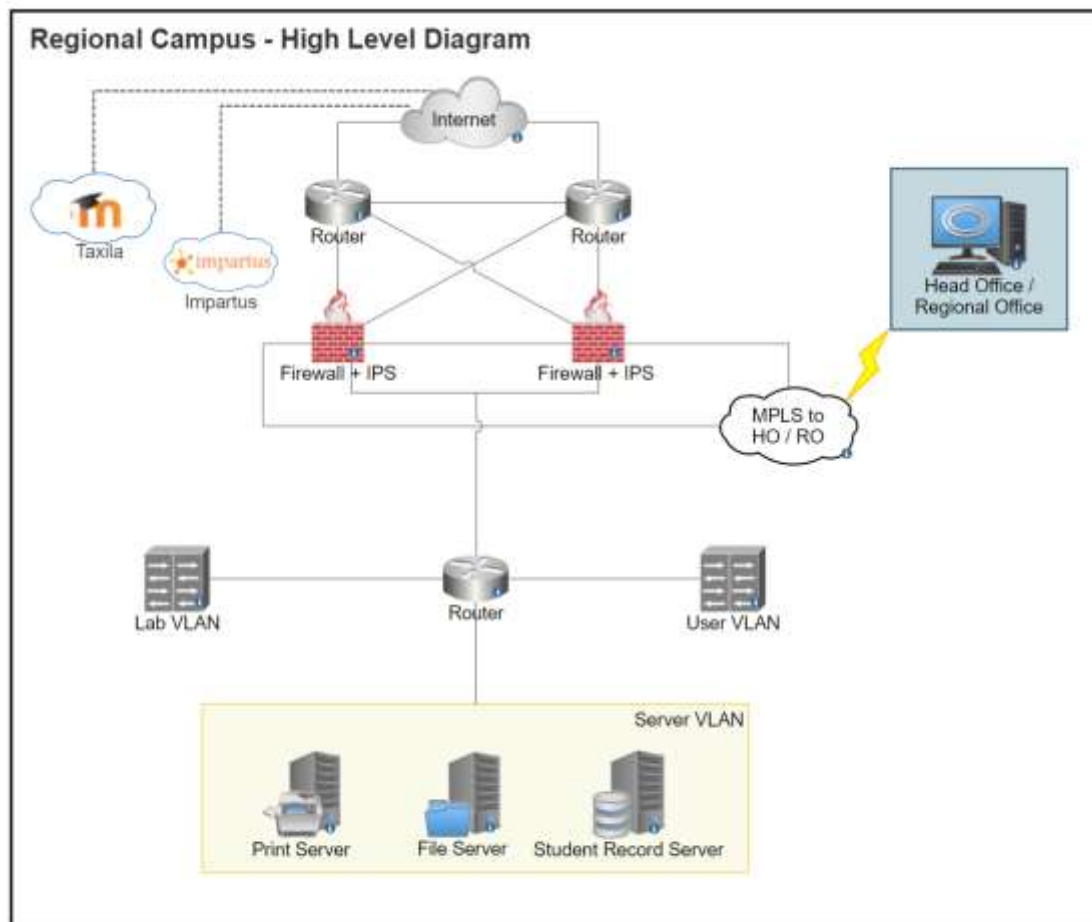 Regional Campus - High Level Diagram
Internet
m
Taxila
impartus
Impartus
Router
Router
Head Office /
Regional Office
Firewall + IPS
Firewall + IPS
MPLS to
HO / RO
Lab VLAN
Router
User VLAN
Server VLAN
Print Server
File Server
Student Record Server